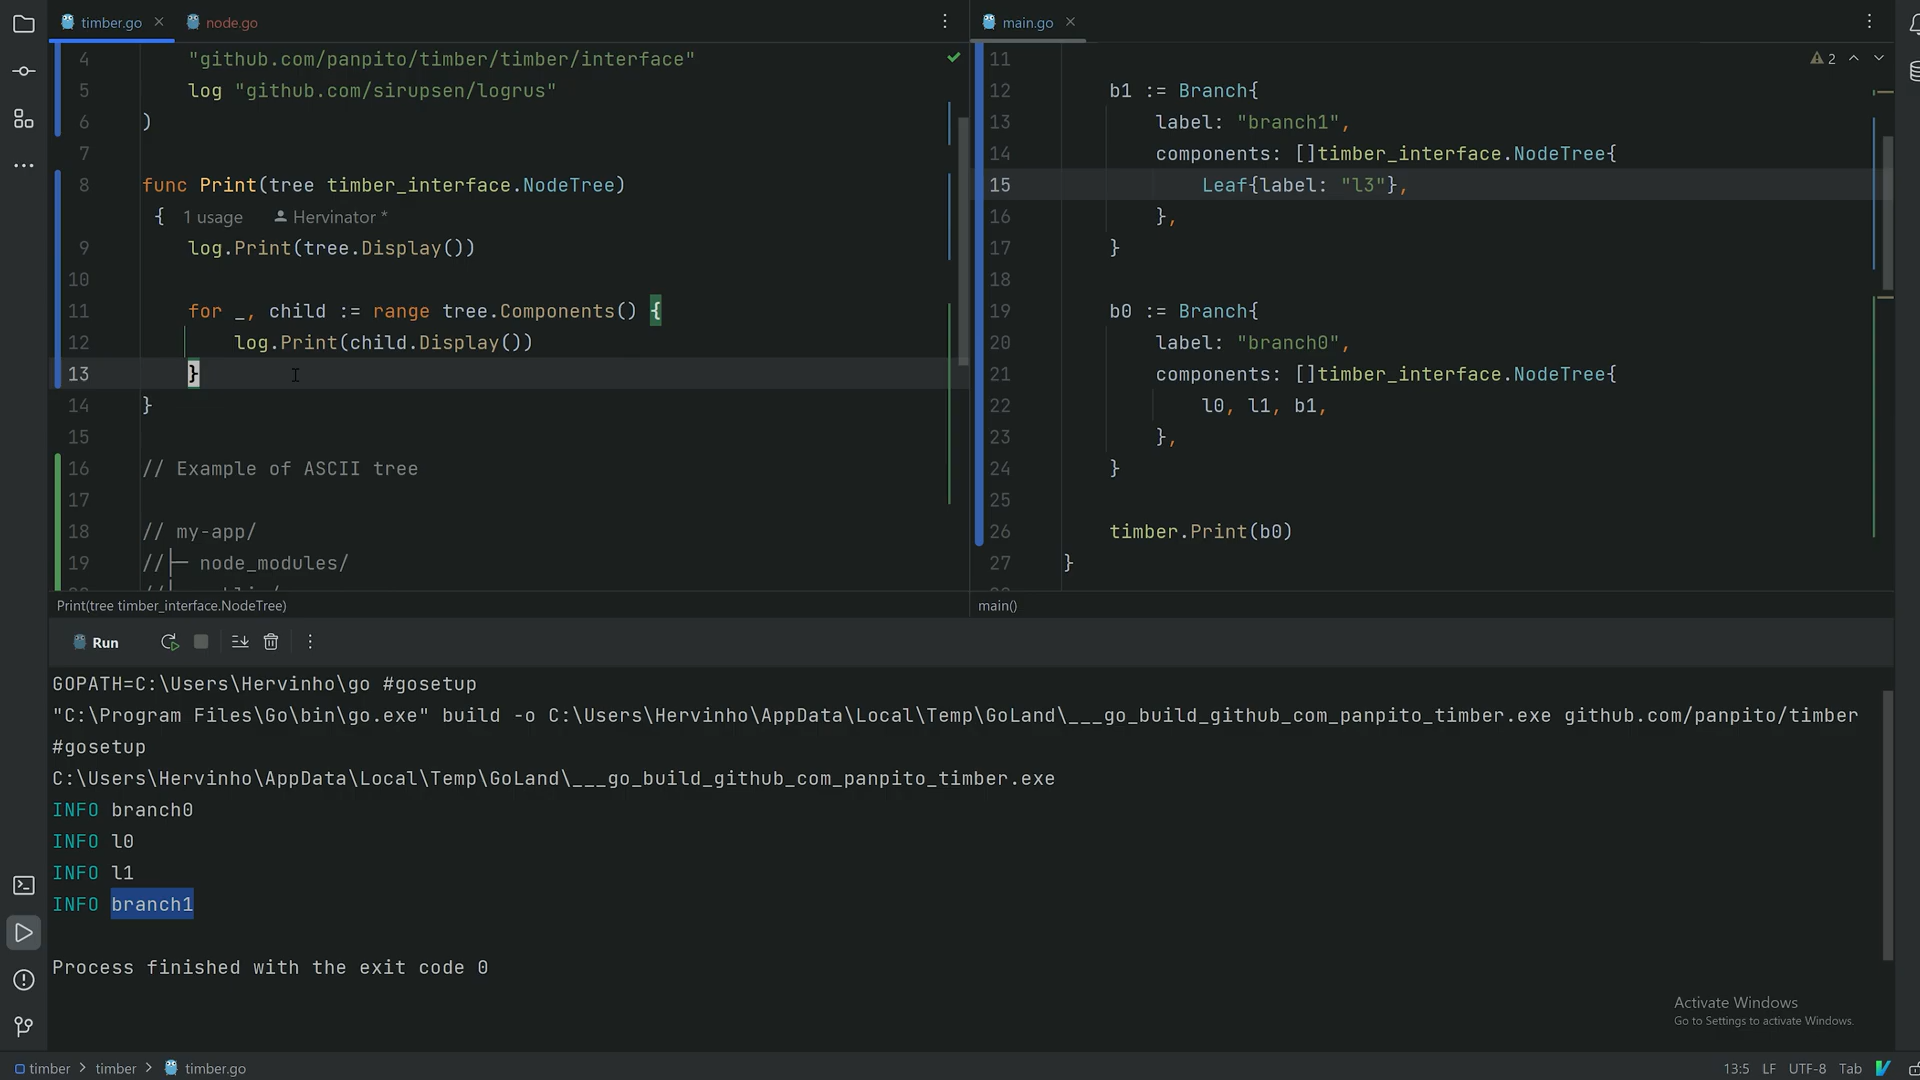 timber.go
node.go
main.go
4 "github.com/panpito/timber/timber/interface"
5 log "github.com/sirupsen/logrus"
6 )
7
8 func Print(tree timber_interface.NodeTree)
{ 1 usage Hervinator *
9 log.Print(tree.Display())
10
11 for _, child := range tree.Components() {
12 log.Print(child.Display())
13 }
14 }
15
16 // Example of ASCII tree
17
18 // my-app/
19 //├─ node_modules/
Print(tree timber_interface.NodeTree)
2
11
12 b1 := Branch{
13 label: "branch1",
14 components: []timber_interface.NodeTree{
15 Leaf{label: "l3"},
16 },
17 }
18
19 b0 := Branch{
20 label: "branch0",
21 components: []timber_interface.NodeTree{
22 l0, l1, b1,
23 },
24 }
25
26 timber.Print(b0)
27 }
main()
Run
GOPATH=C:\Users\Hervinho\go #gosetup
"C:\Program Files\Go\bin\go.exe" build -o C:\Users\Hervinho\AppData\Local\Temp\GoLand\___go_build_github_com_panpito_timber.exe github.com/panpito/timber
#gosetup
C:\Users\Hervinho\AppData\Local\Temp\GoLand\___go_build_github_com_panpito_timber.exe
INFO branch0
INFO l0
INFO l1
INFO branch1
Process finished with the exit code 0
Activate Windows
Go to Settings to activate Windows.
timber > timber > timber.go
13:5 LF UTF-8 Tab